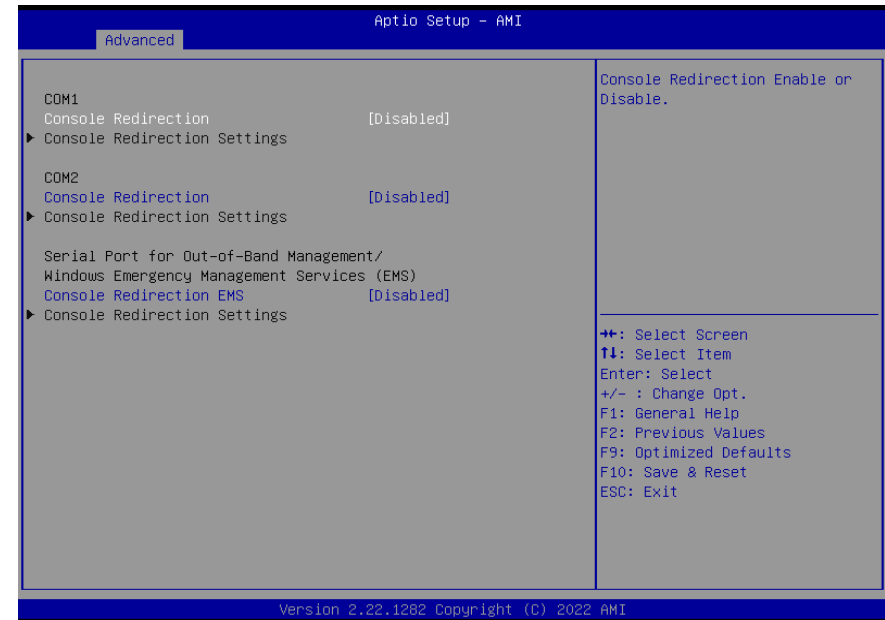 Aptio Setup – AMI
Advanced
COM1
Console Redirection [Disabled]
▶ Console Redirection Settings
COM2
Console Redirection [Disabled]
▶ Console Redirection Settings
Serial Port for Out-of-Band Management/
Windows Emergency Management Services (EMS)
Console Redirection EMS [Disabled]
▶ Console Redirection Settings
Console Redirection Enable or
Disable.
→←: Select Screen
↑↓: Select Item
Enter: Select
+/- : Change Opt.
F1: General Help
F2: Previous Values
F9: Optimized Defaults
F10: Save & Reset
ESC: Exit
Version 2.22.1282 Copyright (C) 2022 AMI